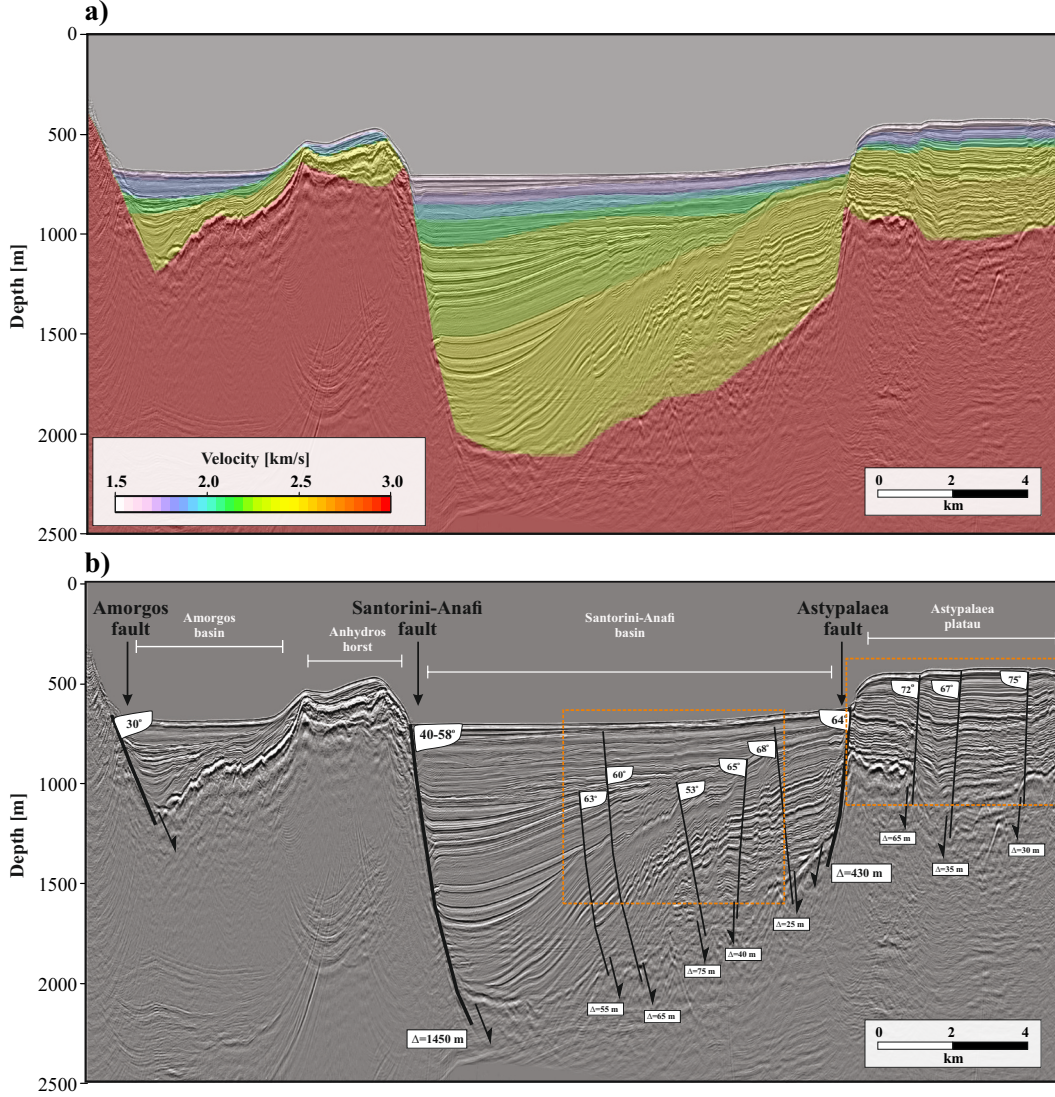 a)
0
500
1000
1500
2000
2500
Depth [m]
Velocity [km/s]
1.5 2.0 2.5 3.0
0 2 4
km
b)
0
500
1000
1500
2000
2500
Depth [m]
Amorgos
fault
Amorgos
basin
Anhydros
horst
Santorini-Anafi
fault
Santorini-Anafi
basin
Astypalaea
fault
Astypalaea
platau
30°
40-58°
63°
60°
53°
65°
68°
64°
72°
67°
75°
Δ=1450 m
Δ=55 m
Δ=65 m
Δ=75 m
Δ=40 m
Δ=25 m
Δ=430 m
Δ=65 m
Δ=35 m
Δ=30 m
0 2 4
km